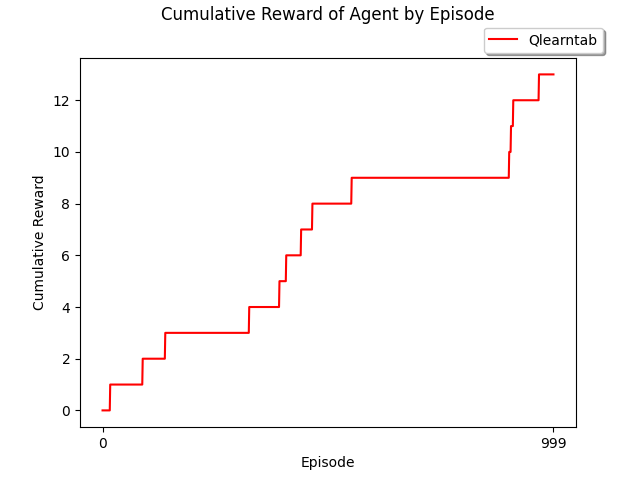 Cumulative Reward of Agent by Episode
Qlearntab
12
10
8
6
4
2
0
Cumulative Reward
0 999
Episode